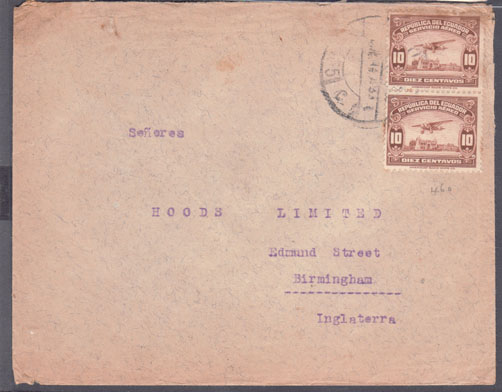 REPUBLICA DEL ECUADOR
SERVICIO AEREO
10 10
DIEZ CENTAVOS
REPUBLICA DEL ECUADOR
SERVICIO AEREO
10 10
DIEZ CENTAVOS
Señores
HOODS LIMITED
Edmund Street
Birmingham
Inglaterra